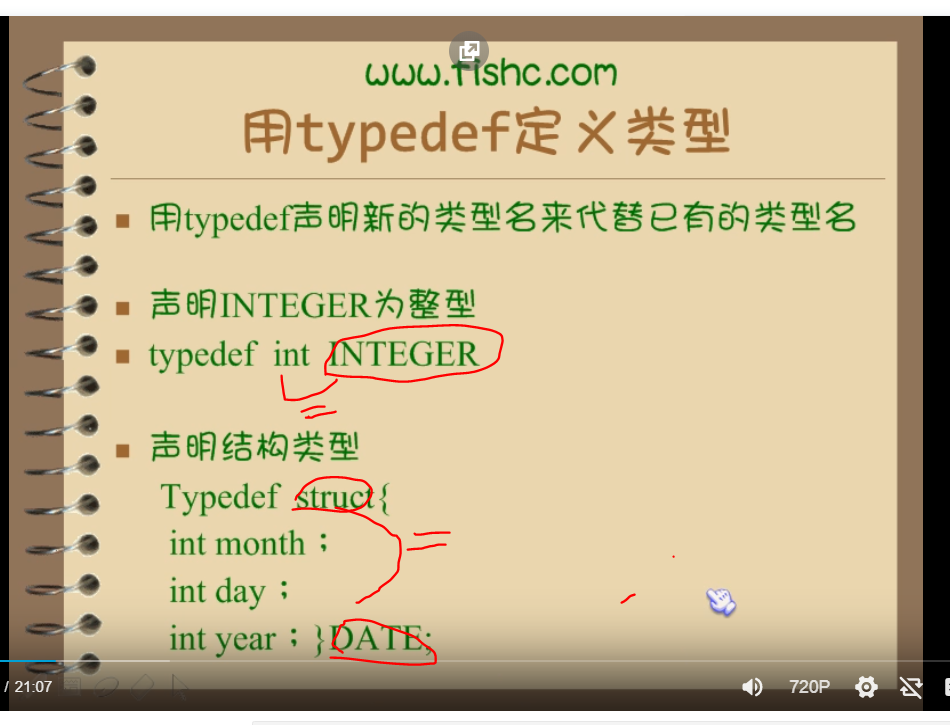 www.fishc.com
用typedef定义类型
用typedef声明新的类型名来代替已有的类型名
声明INTEGER为整型
typedef int INTEGER
声明结构类型
Typedef struct{
int month；
int day；
int year；}DATE;
/ 21:07
720P